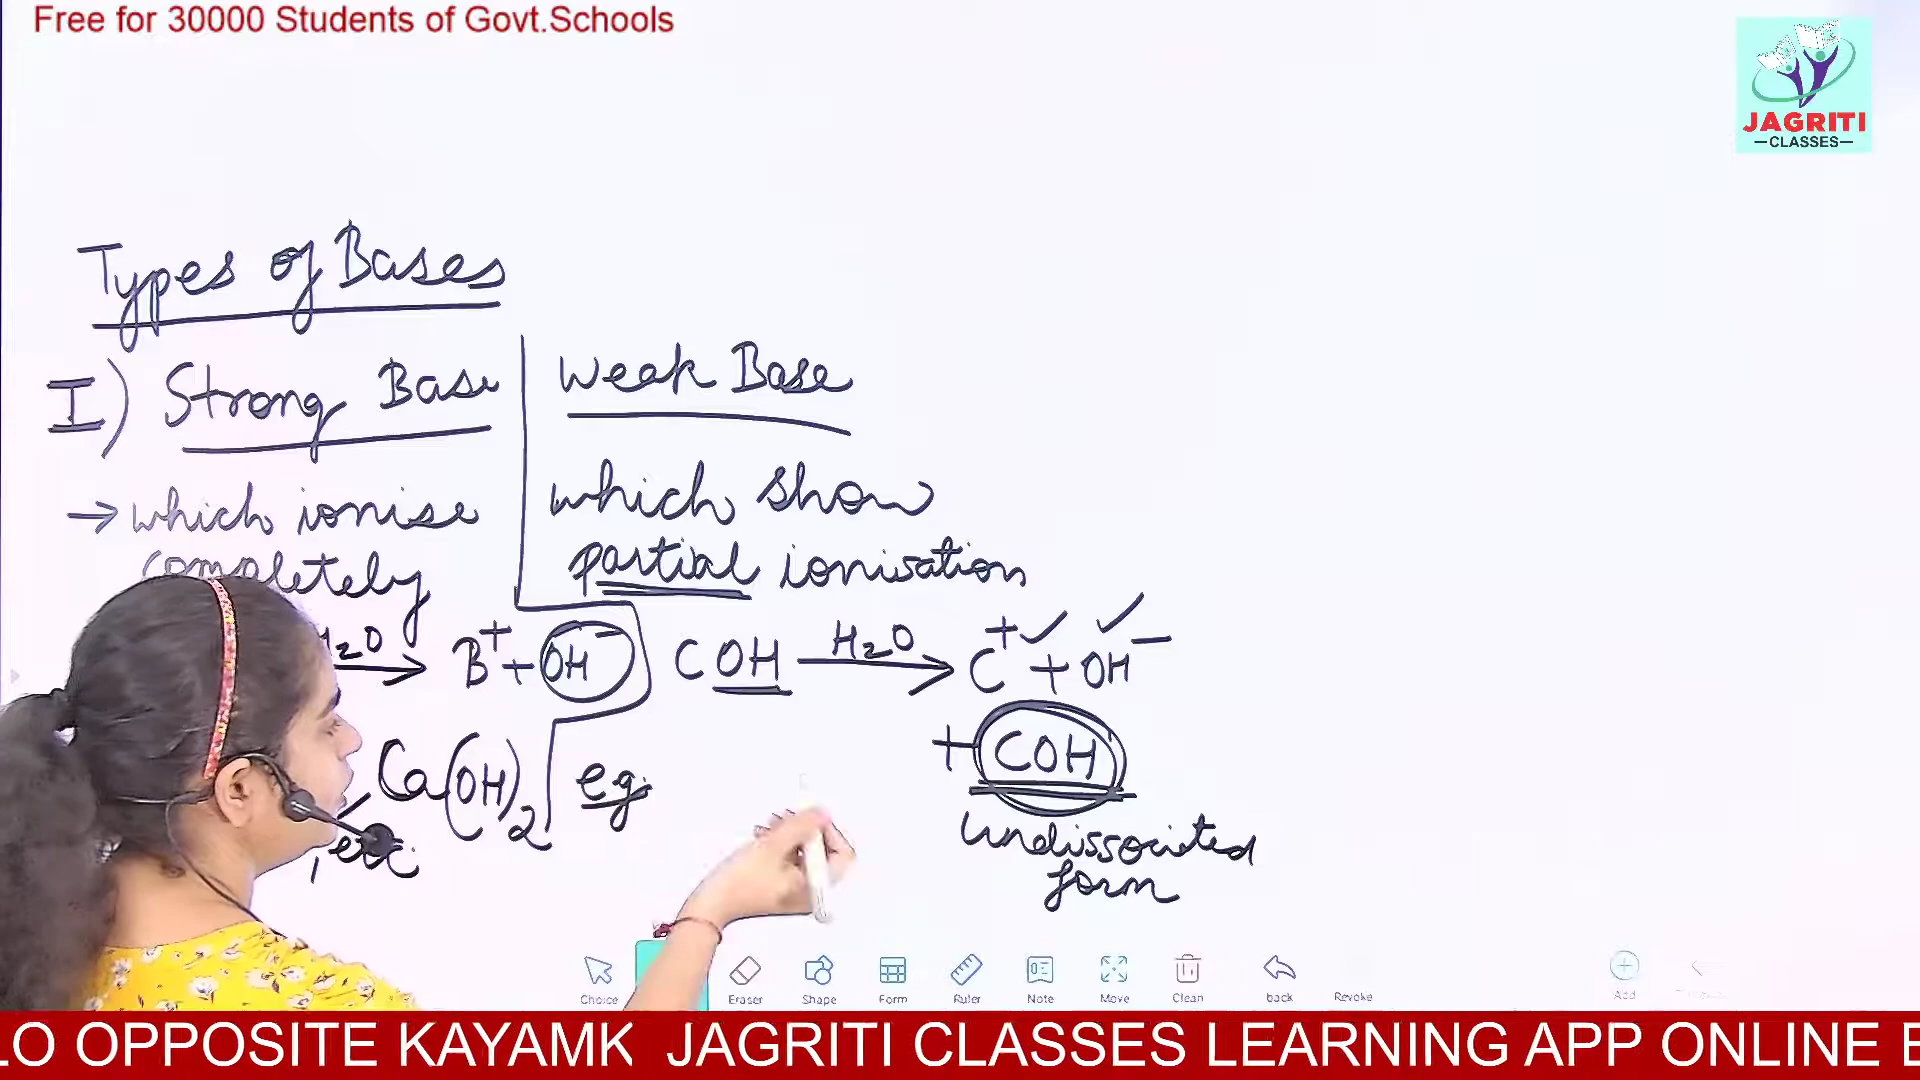 Free for 30000 Students of Govt.Schools
JAGRITI
CLASSES
Types of Bases
I) Strong Base
→ which ionise
completely
H₂O → B⁺ + OH⁻
Ca(OH)₂
, etc
Weak Base
which show
partial ionisation
COH H₂O → C⁺ + OH⁻
+ COH
undissociated
form
eg:
Choice
Eraser
Shape
Form
Ruler
Note
Move
Clean
back
Revoke
Add
LO OPPOSITE KAYAMK JAGRITI CLASSES LEARNING APP ONLINE E